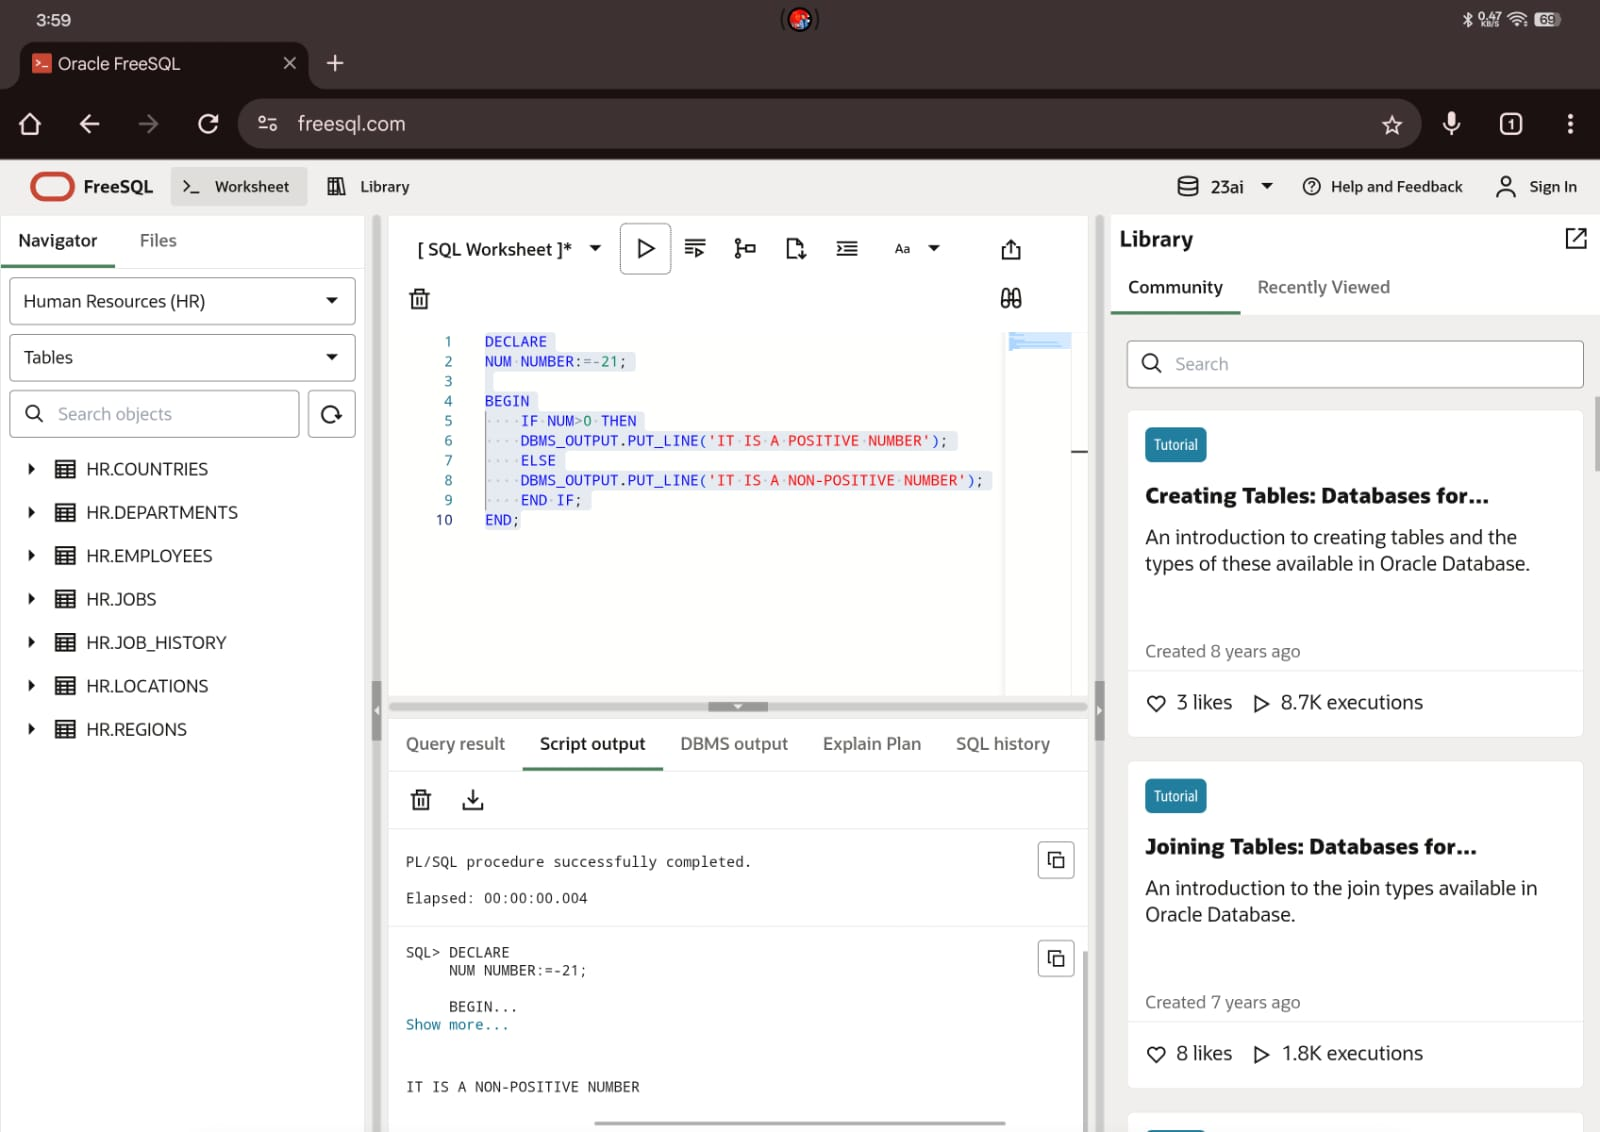 3:59
0.47
KB/S
69
Oracle FreeSQL
freesql.com
1
FreeSQL
Worksheet
Library
23ai
Help and Feedback
Sign In
Navigator
Files
Human Resources (HR)
Tables
Search objects
HR.COUNTRIES
HR.DEPARTMENTS
HR.EMPLOYEES
HR.JOBS
HR.JOB_HISTORY
HR.LOCATIONS
HR.REGIONS
[ SQL Worksheet ]*
Aa
1 DECLARE
2 NUM NUMBER:=-21;
3
4 BEGIN
5 IF NUM>0 THEN
6 DBMS_OUTPUT.PUT_LINE('IT IS A POSITIVE NUMBER');
7 ELSE
8 DBMS_OUTPUT.PUT_LINE('IT IS A NON-POSITIVE NUMBER');
9 END IF;
10 END;
Query result
Script output
DBMS output
Explain Plan
SQL history
PL/SQL procedure successfully completed.
Elapsed: 00:00:00.004
SQL> DECLARE
NUM NUMBER:=-21;
BEGIN...
Show more...
IT IS A NON-POSITIVE NUMBER
Library
Community
Recently Viewed
Search
Tutorial
Creating Tables: Databases for...
An introduction to creating tables and the
types of these available in Oracle Database.
Created 8 years ago
3 likes
8.7K executions
Tutorial
Joining Tables: Databases for...
An introduction to the join types available in
Oracle Database.
Created 7 years ago
8 likes
1.8K executions